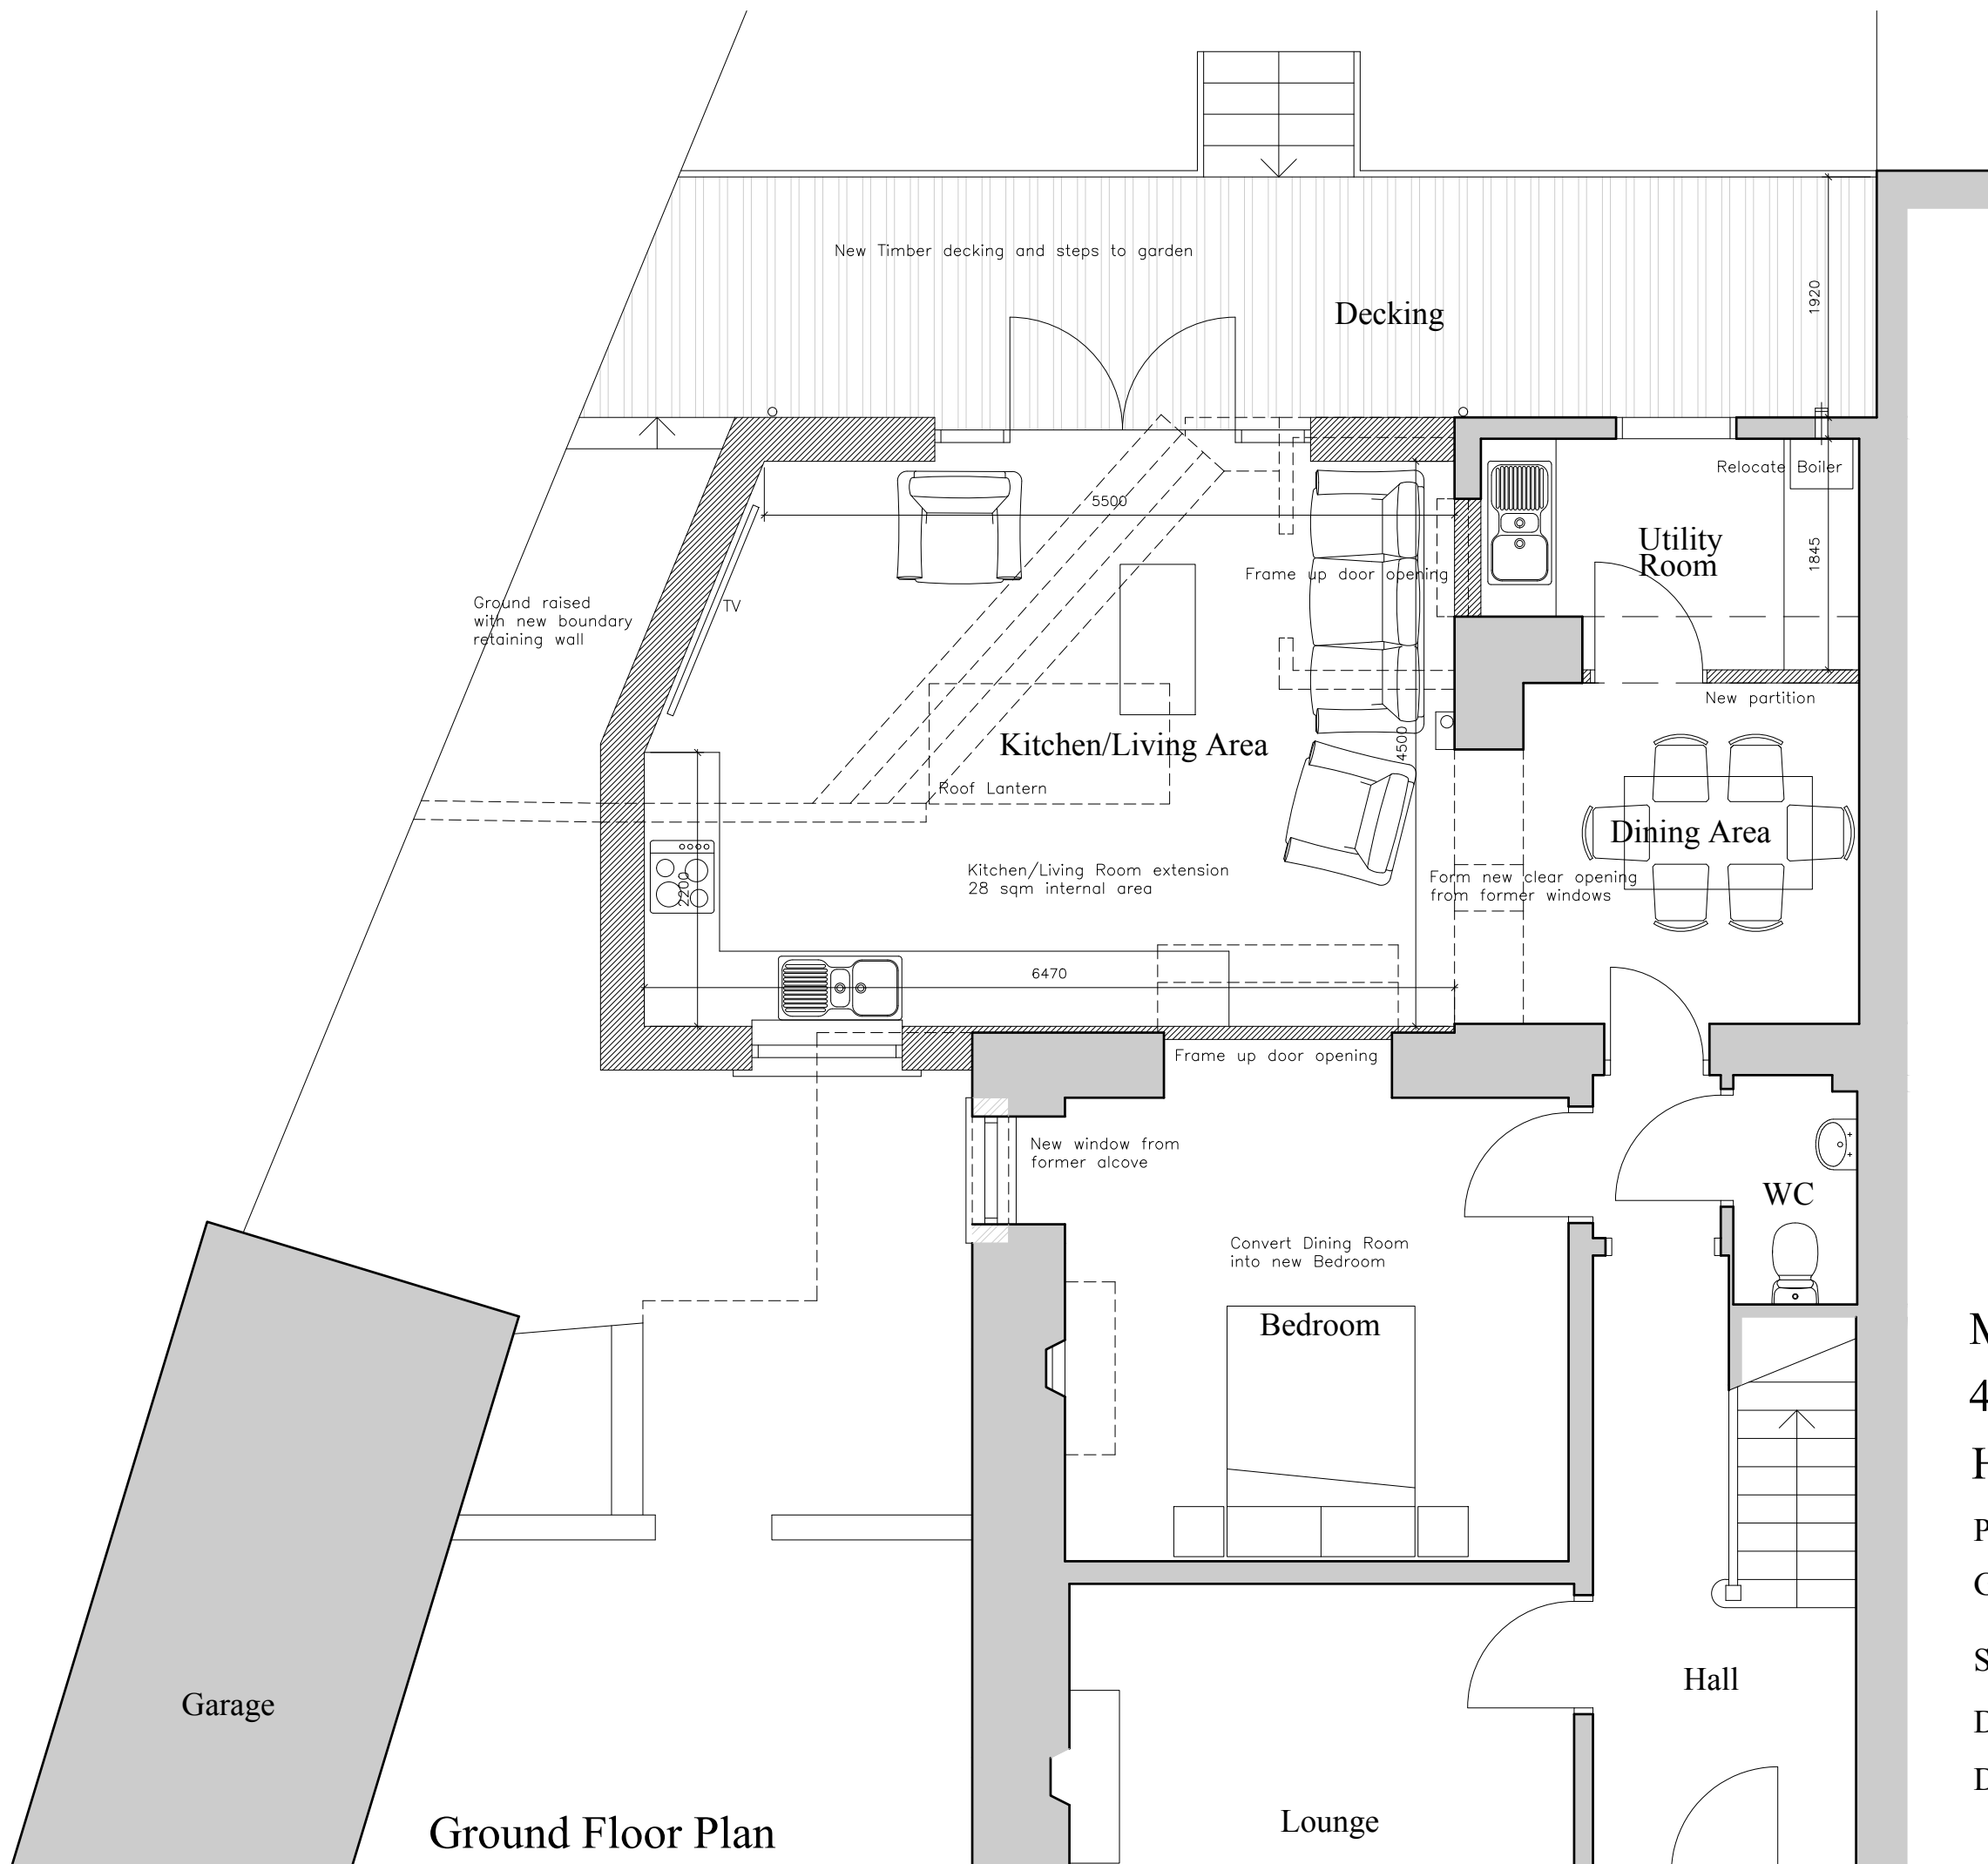 New Timber decking and steps to garden
1920
Decking
Relocate Boiler
5500
Utility
Room
1845
Frame up door opening
Ground raised
with new boundary
retaining wall
TV
New partition
4500
Kitchen/Living Area
Roof Lantern
Dining Area
Kitchen/Living Room extension
28 sqm internal area
2200
Form new clear opening
from former windows
6470
Frame up door opening
New window from
former alcove
WC
Convert Dining Room
into new Bedroom
Bedroom
M
4
H
P
C
S
D
D
Hall
Garage
Lounge
Ground Floor Plan